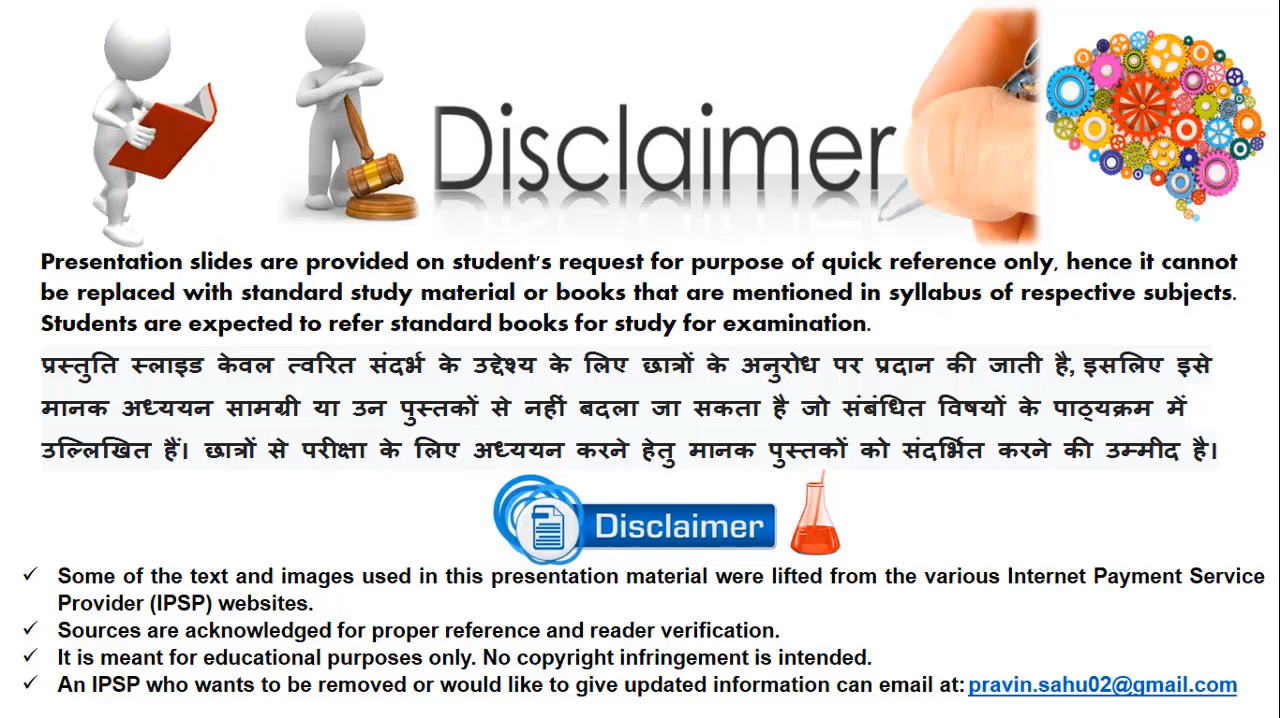 Disclaimer
Presentation slides are provided on student's request for purpose of quick reference only, hence it cannot
be replaced with standard study material or books that are mentioned in syllabus of respective subjects.
Students are expected to refer standard books for study for examination.
प्रस्तुति स्लाइड केवल त्वरित संदर्भ के उद्देश्य के लिए छात्रों के अनुरोध पर प्रदान की जाती है, इसलिए इसे
मानक अध्ययन सामग्री या उन पुस्तकों से नहीं बदला जा सकता है जो संबंधित विषयों के पाठ्यक्रम में
उल्लिखित हैं। छात्रों से परीक्षा के लिए अध्ययन करने हेतु मानक पुस्तकों को संदर्भित करने की उम्मीद है।
Disclaimer
✓ Some of the text and images used in this presentation material were lifted from the various Internet Payment Service
Provider (IPSP) websites.
✓ Sources are acknowledged for proper reference and reader verification.
✓ It is meant for educational purposes only. No copyright infringement is intended.
✓ An IPSP who wants to be removed or would like to give updated information can email at: pravin.sahu02@gmail.com